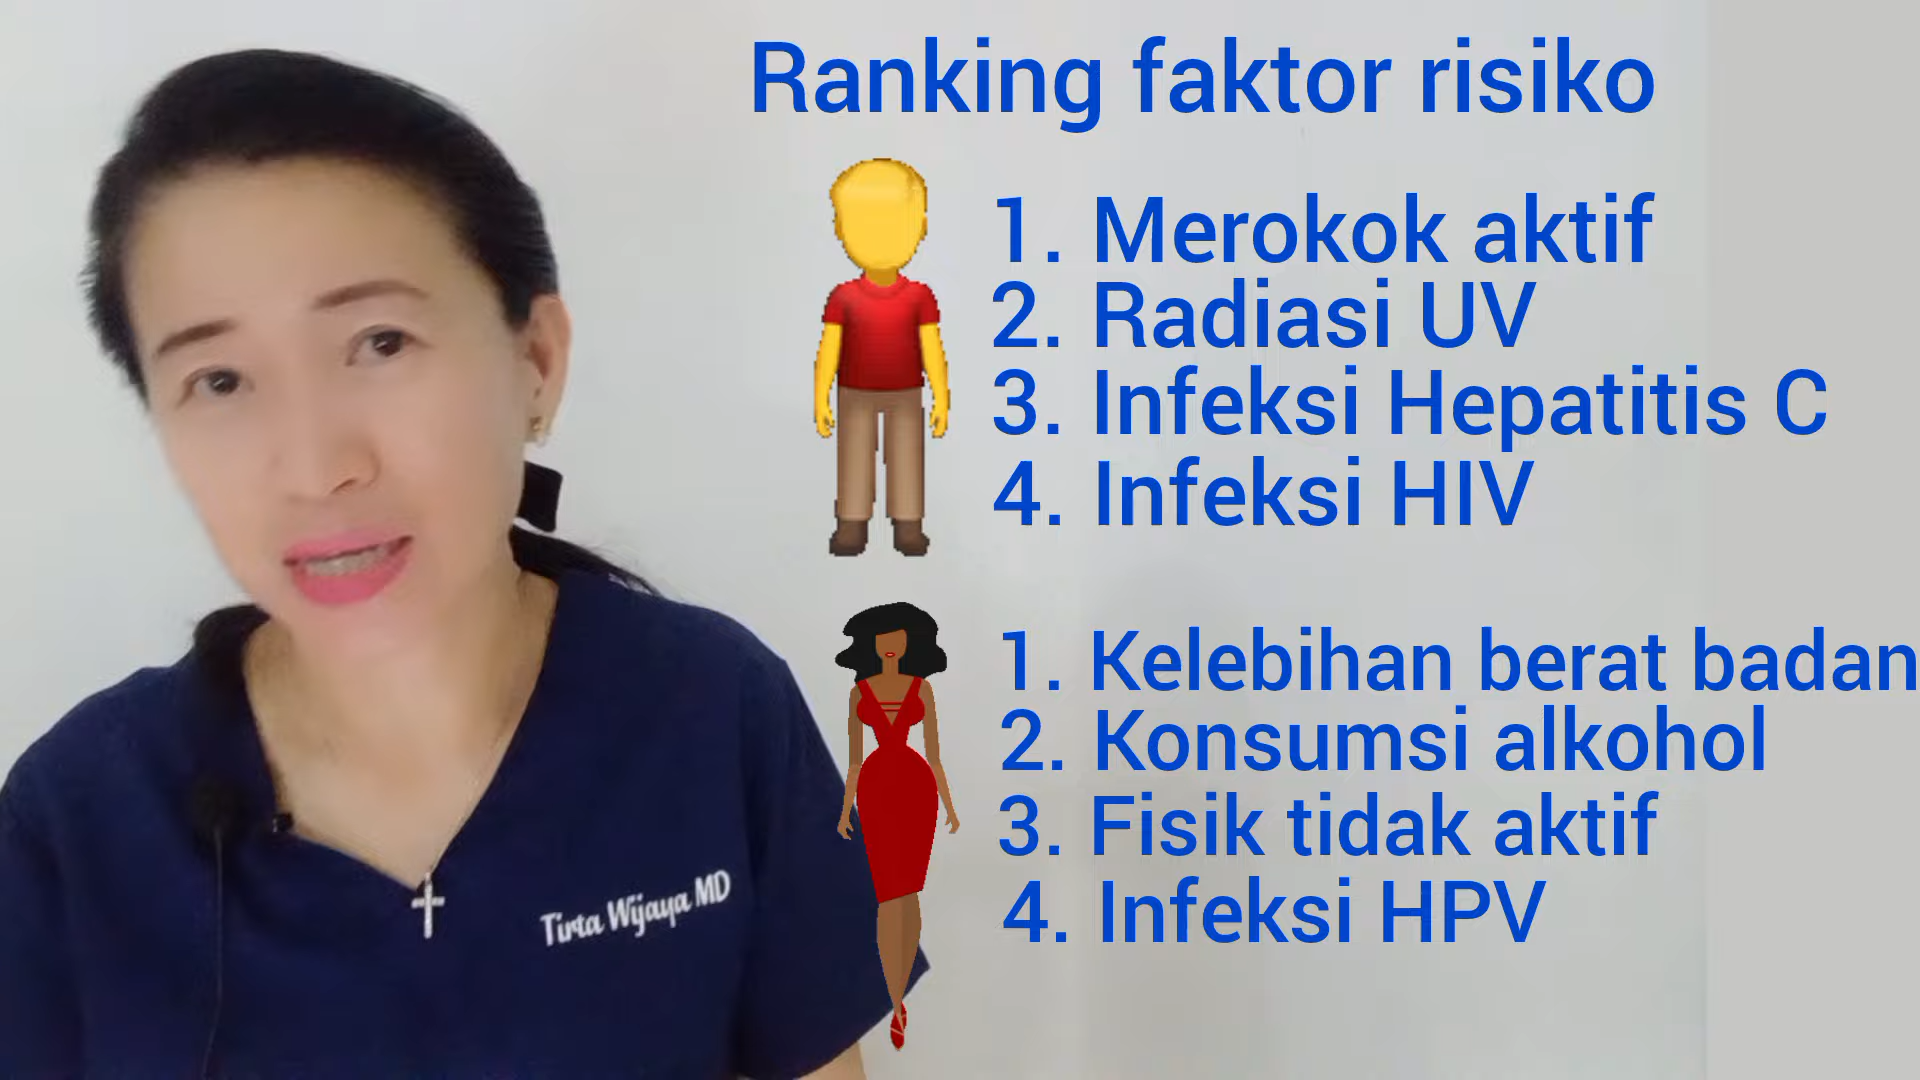 Ranking faktor risiko
1. Merokok aktif
2. Radiasi UV
3. Infeksi Hepatitis C
4. Infeksi HIV
1. Kelebihan berat badan
2. Konsumsi alkohol
3. Fisik tidak aktif
4. Infeksi HPV
Tirta Wijaya MD